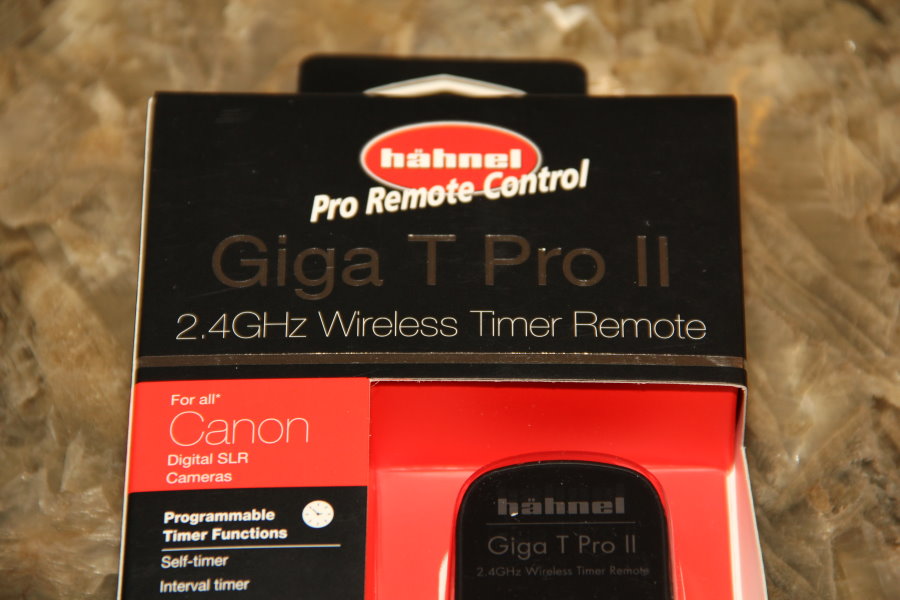 hähnel
Pro Remote Control
Giga T Pro II
2.4GHz Wireless Timer Remote
For all*
Canon
Digital SLR
Cameras
Programmable
Timer Functions
Self-timer
Interval timer
hähnel
Giga T Pro II
2.4GHz Wireless Timer Remote